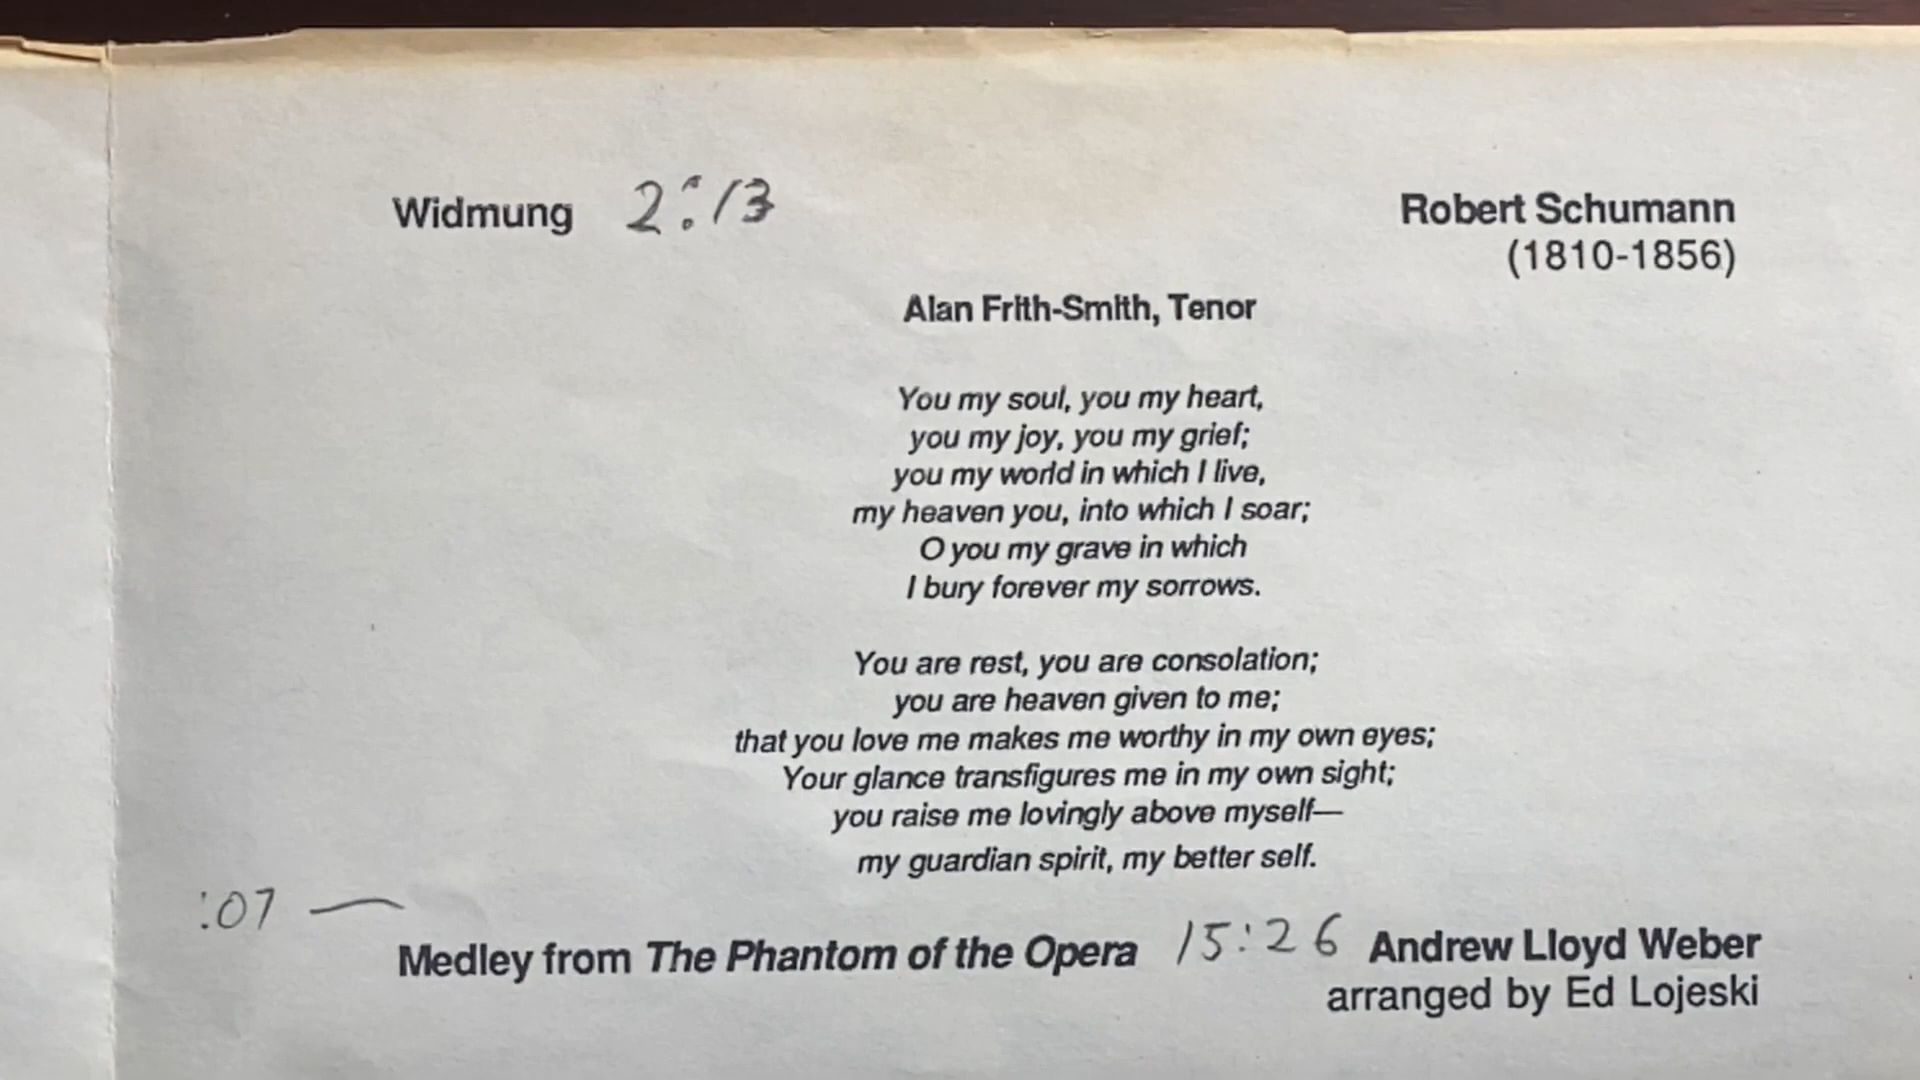 Widmung 2:13 Robert Schumann
(1810-1856)
Alan Frith-Smith, Tenor
You my soul, you my heart,
you my joy, you my grief;
you my world in which I live,
my heaven you, into which I soar;
O you my grave in which
I bury forever my sorrows.
You are rest, you are consolation;
you are heaven given to me;
that you love me makes me worthy in my own eyes;
Your glance transfigures me in my own sight;
you raise me lovingly above myself—
my guardian spirit, my better self.
:07 —
Medley from The Phantom of the Opera 15:26 Andrew Lloyd Weber
arranged by Ed Lojeski